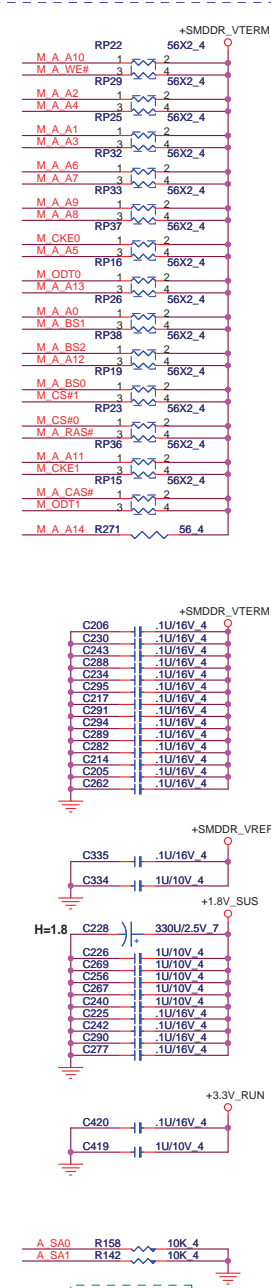 +SMDDR_VTERM
RP22 56X2_4
M_A_A10 1 2
M_A_WE# 3 4
RP29 56X2_4
M_A_A2 1 2
M_A_A4 3 4
RP25 56X2_4
M_A_A1 1 2
M_A_A3 3 4
RP32 56X2_4
M_A_A6 1 2
M_A_A7 3 4
RP33 56X2_4
M_A_A9 1 2
M_A_A8 3 4
RP37 56X2_4
M_CKE0 1 2
M_A_A5 3 4
RP16 56X2_4
M_ODT0 1 2
M_A_A13 3 4
RP26 56X2_4
M_A_A0 1 2
M_A_BS1 3 4
RP38 56X2_4
M_A_BS2 1 2
M_A_A12 3 4
RP19 56X2_4
M_A_BS0 1 2
M_CS#1 3 4
RP23 56X2_4
M_CS#0 1 2
M_A_RAS# 3 4
RP36 56X2_4
M_A_A11 1 2
M_CKE1 3 4
RP15 56X2_4
M_A_CAS# 1 2
M_ODT1 3 4
M_A_A14 R271 56_4
+SMDDR_VTERM
C206 .1U/16V_4
C230 .1U/16V_4
C243 .1U/16V_4
C288 .1U/16V_4
C234 .1U/16V_4
C295 .1U/16V_4
C217 .1U/16V_4
C291 .1U/16V_4
C294 .1U/16V_4
C289 .1U/16V_4
C282 .1U/16V_4
C214 .1U/16V_4
C205 .1U/16V_4
C262 .1U/16V_4
+SMDDR_VREF
C335 .1U/16V_4
C334 1U/10V_4
+1.8V_SUS
H=1.8 C228 330U/2.5V_7
+
C226 1U/10V_4
C269 1U/10V_4
C256 1U/10V_4
C267 1U/10V_4
C240 1U/10V_4
C225 .1U/16V_4
C242 .1U/16V_4
C290 .1U/16V_4
C277 .1U/16V_4
+3.3V_RUN
C420 .1U/16V_4
C419 1U/10V_4
A_SA0 R158 10K_4
A_SA1 R142 10K_4